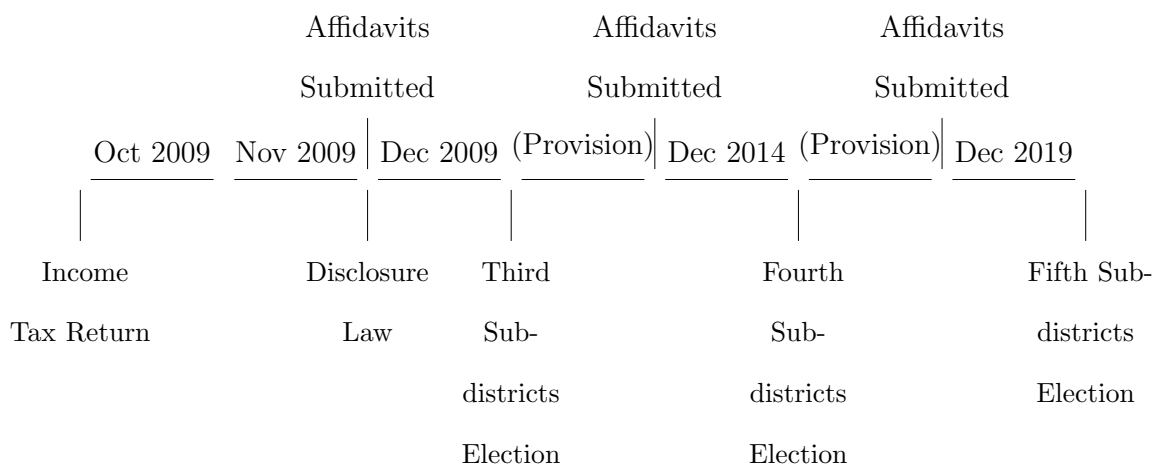 Affidavits
Submitted
Affidavits
Submitted
Affidavits
Submitted
Oct 2009 Nov 2009 Dec 2009 (Provision) Dec 2014 (Provision) Dec 2019
Income
Tax Return
Disclosure
Law
Third
Sub-
districts
Election
Fourth
Sub-
districts
Election
Fifth Sub-
districts
Election